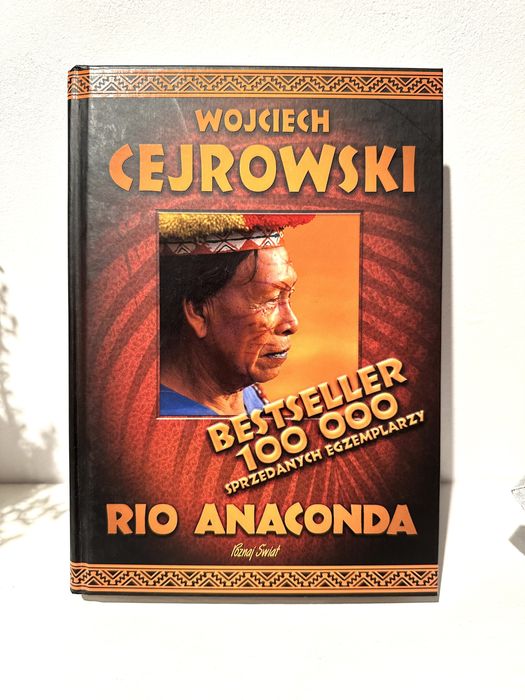 WOJCIECH
CEJROWSKI
BESTSELLER
100 000
SPRZEDANYCH EGZEMPLARZY
RIO ANACONDA
Poznaj Świat